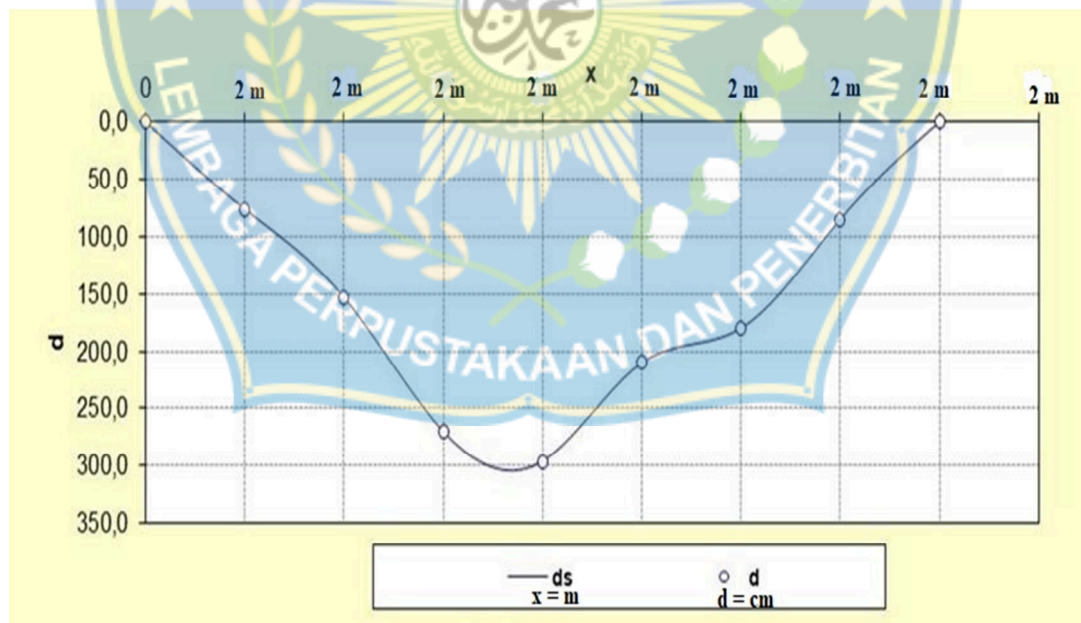 x
0 2 m 2 m 2 m 2 m 2 m 2 m 2 m 2 m 2 m
0,0
50,0
100,0
150,0
200,0
250,0
300,0
350,0
d
LEMBAGA PERPUSTAKAAN DAN PENERBITAN
ds d
x = m d = cm